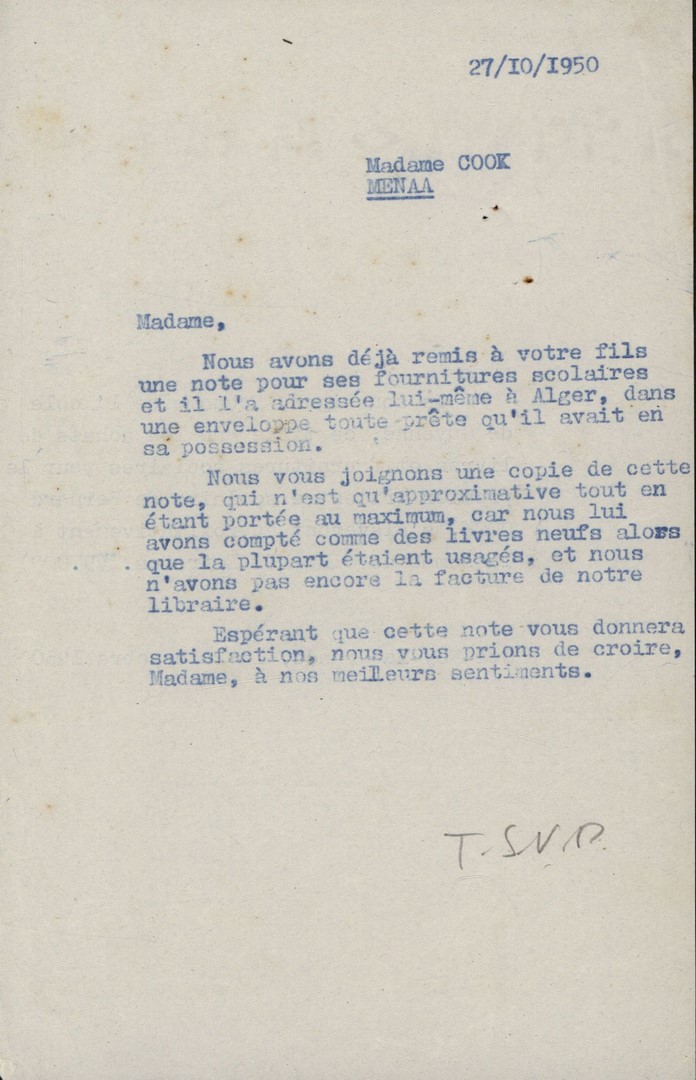 27/10/1950
Madame COOK
MENAA
Madame,
Nous avons déjà remis à votre fils
une note pour ses fournitures scolaires
et il l'a adressée lui-même à Alger, dans
une enveloppe toute prête qu'il avait en
sa possession.
Nous vous joignons une copie de cette
note, qui n'est qu'approximative tout en
étant portée au maximum, car nous lui
avons compté comme des livres neufs alors
que la plupart étaient usagés, et nous
n'avons pas encore la facture de notre
libraire.
Espérant que cette note vous donnera
satisfaction, nous vous prions de croire,
Madame, à nos meilleurs sentiments.
T.S.V.P.